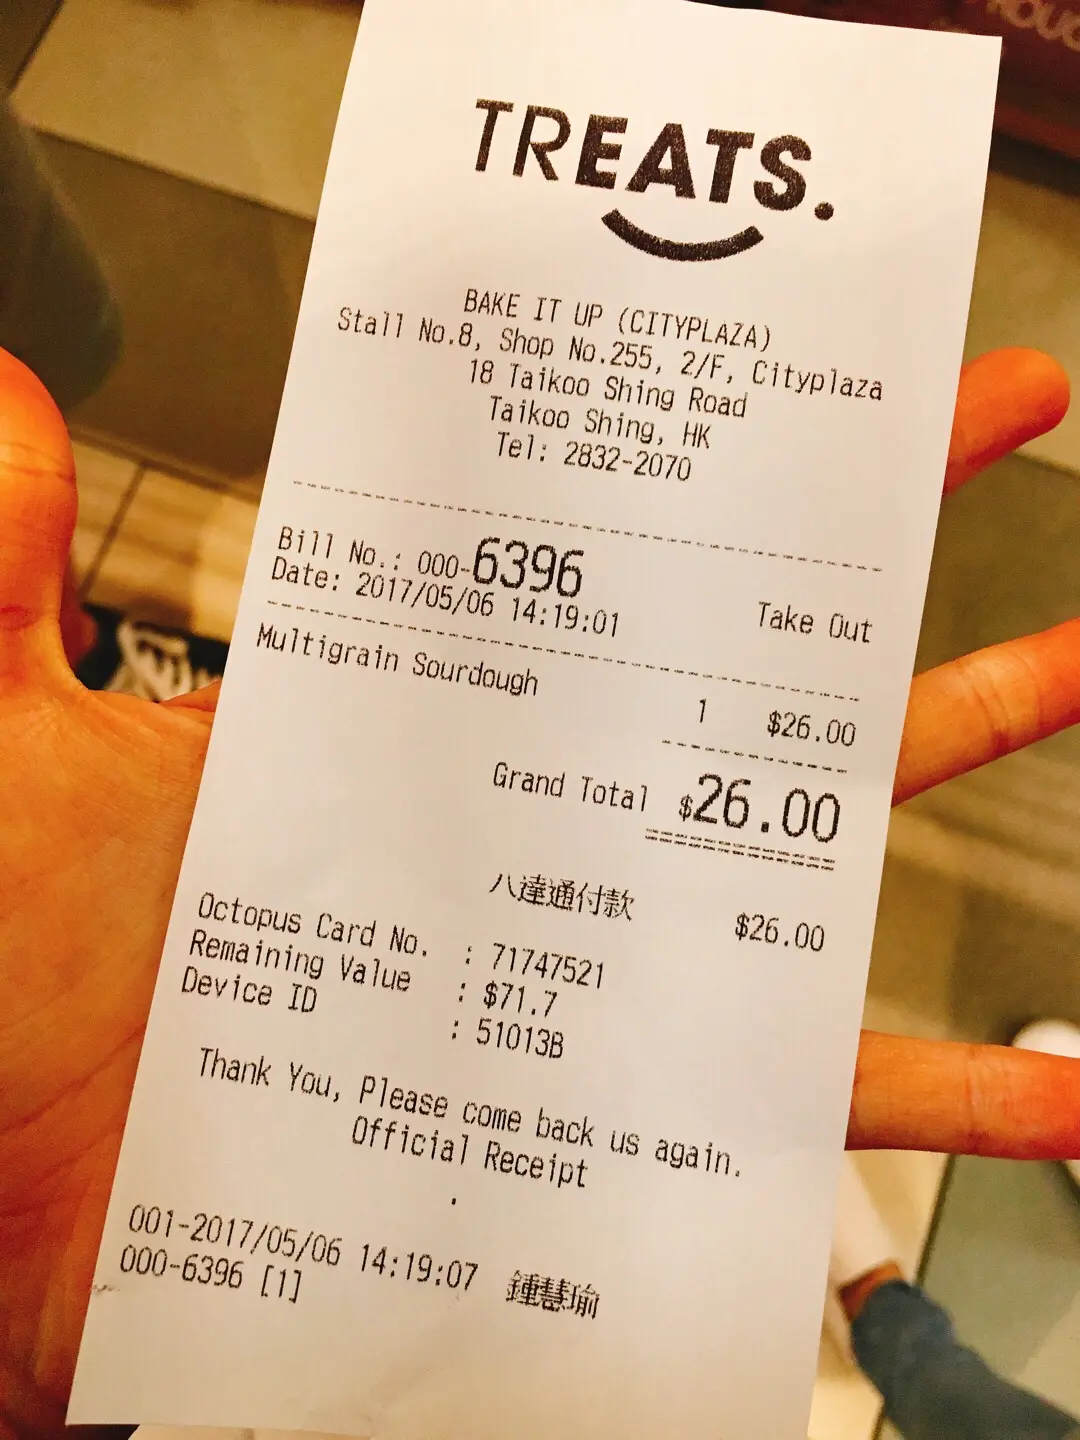 TREATS.
BAKE IT UP (CITYPLAZA)
Stall No.8, Shop No.255, 2/F, Cityplaza
18 Taikoo Shing Road
Taikoo Shing, HK
Tel: 2832-2070
Bill No.: 000-6396
Date: 2017/05/06 14:19:01 Take Out
Multigrain Sourdough
1 $26.00
Grand Total $26.00
八達通付款 $26.00
Octopus Card No. : 71747521
Remaining Value : $71.7
Device ID : 51013B
Thank You, Please come back us again.
Official Receipt
.
001-2017/05/06 14:19:07 鍾慧瑜
000-6396 [1]